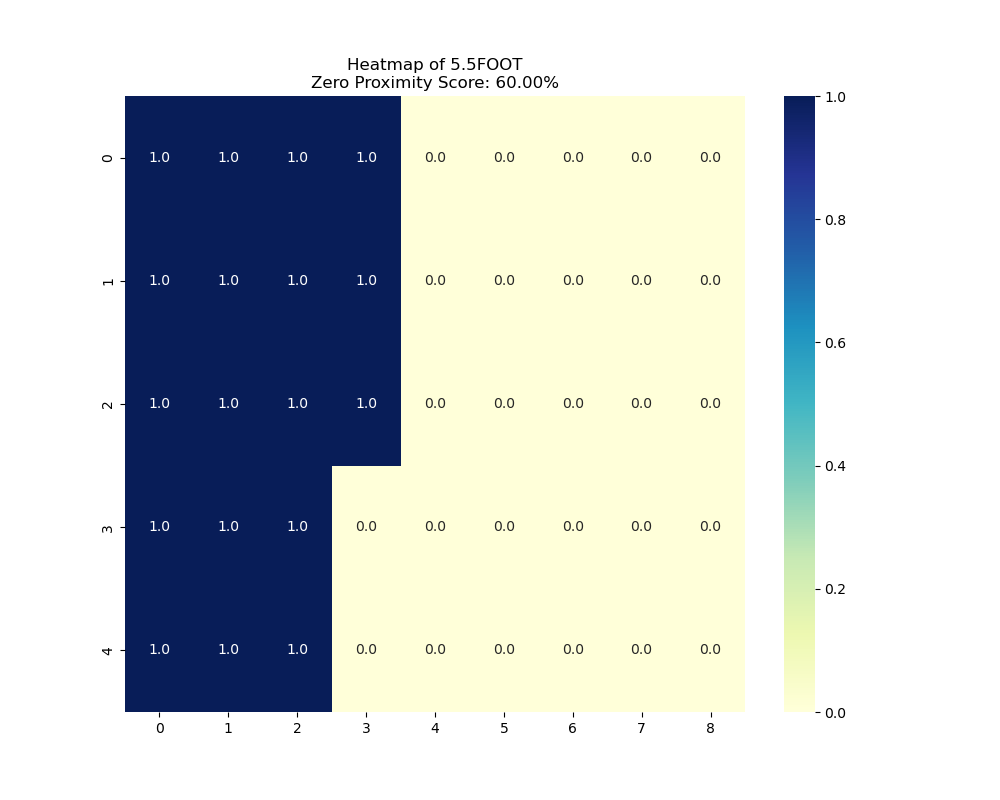 Heatmap of 5.5FOOT
Zero Proximity Score: 60.00%
0 1.0 1.0 1.0 1.0 0.0 0.0 0.0 0.0 0.0
1 1.0 1.0 1.0 1.0 0.0 0.0 0.0 0.0 0.0
2 1.0 1.0 1.0 1.0 0.0 0.0 0.0 0.0 0.0
3 1.0 1.0 1.0 0.0 0.0 0.0 0.0 0.0 0.0
4 1.0 1.0 1.0 0.0 0.0 0.0 0.0 0.0 0.0
0 1 2 3 4 5 6 7 8
1.0
0.8
0.6
0.4
0.2
0.0